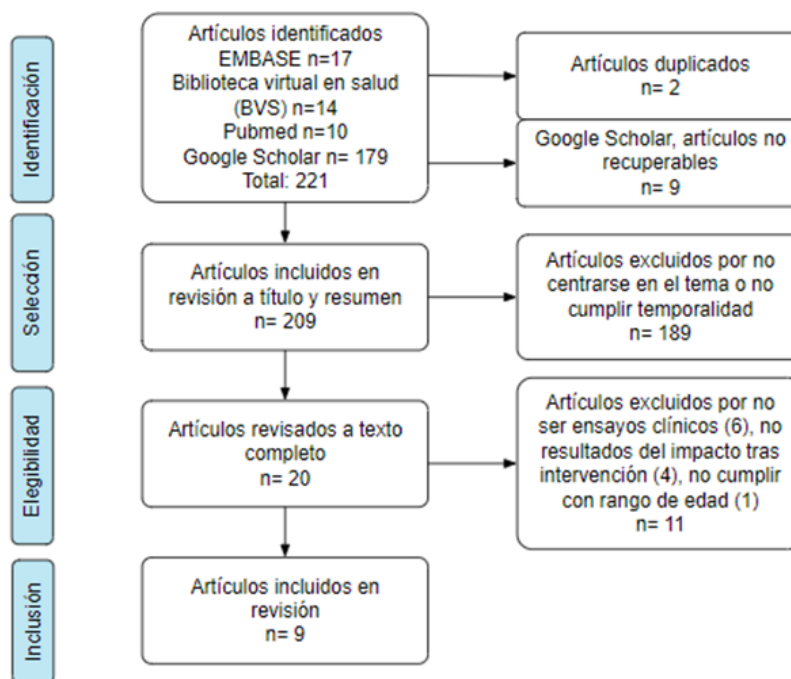 Identificación
Artículos identificados
EMBASE n=17
Biblioteca virtual en salud
(BVS) n=14
Pubmed n=10
Google Scholar n= 179
Total: 221
Artículos duplicados
n= 2
Google Scholar, artículos no
recuperables
n= 9
Selección
Artículos incluidos en
revisión a título y resumen
n= 209
Artículos excluidos por no
centrarse en el tema o no
cumplir temporalidad
n= 189
Elegibilidad
Artículos revisados a texto
completo
n= 20
Artículos excluidos por no
ser ensayos clínicos (6), no
resultados del impacto tras
intervención (4), no cumplir
con rango de edad (1)
n= 11
Inclusión
Artículos incluidos en
revisión
n= 9